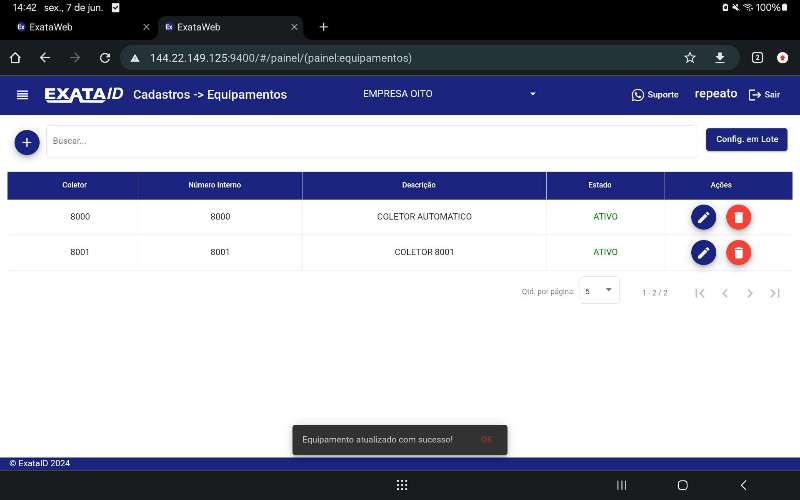 14:42 sex., 7 de jun.
100%
Ex ExataWeb
Ex ExataWeb
144.22.149.125:9400/#/painel/(painel:equipamentos)
2
EXATAID
Cadastros -> Equipamentos
EMPRESA OITO
Suporte
repeato
Sair
Buscar...
Config. em Lote
Coletor Número Interno Descrição Estado Ações
8000 8000 COLETOR AUTOMATICO ATIVO
8001 8001 COLETOR 8001 ATIVO
Qtd. por página: 5 1 - 2 / 2
Equipamento atualizado com sucesso! OK
© ExataID 2024